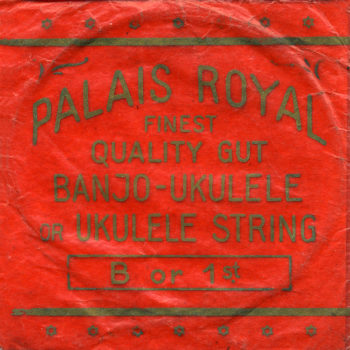 PALAIS ROYAL
FINEST
QUALITY GUT
BANJO-UKULELE
OR UKULELE STRING
B or 1st